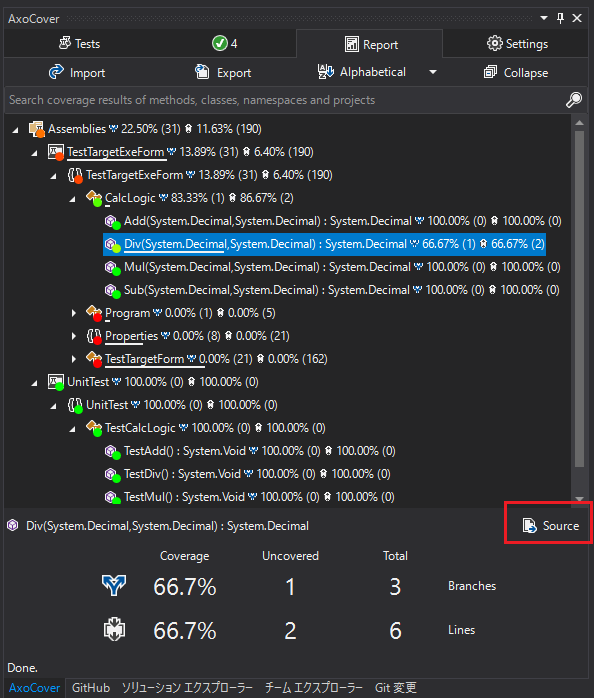 AxoCover
Tests 4 Report Settings
Import Export Alphabetical Collapse
Search coverage results of methods, classes, namespaces and projects
Assemblies 22.50% (31) 11.63% (190)
TestTargetExeForm 13.89% (31) 6.40% (190)
TestTargetExeForm 13.89% (31) 6.40% (190)
CalcLogic 83.33% (1) 86.67% (2)
Add(System.Decimal,System.Decimal) : System.Decimal 100.00% (0) 100.00% (0)
Div(System.Decimal,System.Decimal) : System.Decimal 66.67% (1) 66.67% (2)
Mul(System.Decimal,System.Decimal) : System.Decimal 100.00% (0) 100.00% (0)
Sub(System.Decimal,System.Decimal) : System.Decimal 100.00% (0) 100.00% (0)
Program 0.00% (1) 0.00% (5)
Properties 0.00% (8) 0.00% (21)
TestTargetForm 0.00% (21) 0.00% (162)
UnitTest 100.00% (0) 100.00% (0)
UnitTest 100.00% (0) 100.00% (0)
TestCalcLogic 100.00% (0) 100.00% (0)
TestAdd() : System.Void 100.00% (0) 100.00% (0)
TestDiv() : System.Void 100.00% (0) 100.00% (0)
TestMul() : System.Void 100.00% (0) 100.00% (0)
Div(System.Decimal,System.Decimal) : System.Decimal Source
Coverage Uncovered Total
66.7% 1 3 Branches
66.7% 2 6 Lines
Done.
AxoCover GitHub ソリューション エクスプローラー チーム エクスプローラー Git 変更